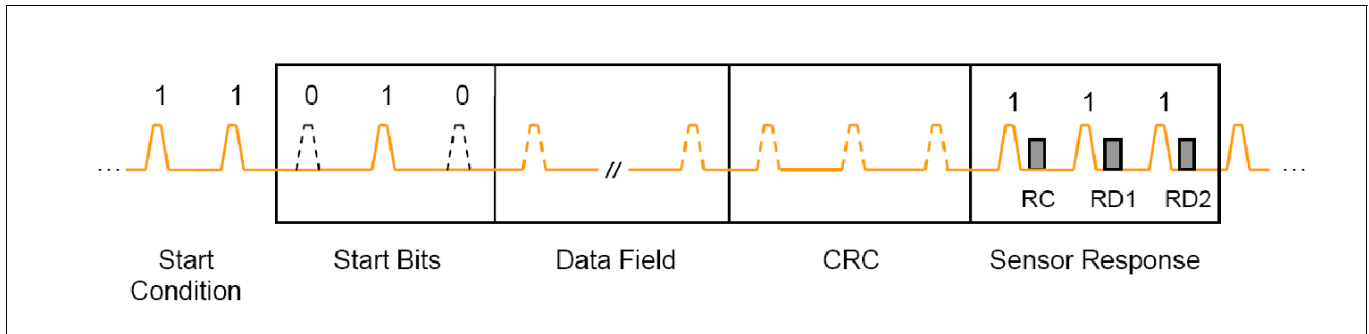 1 1 0 1 0 1 1 1
... // ...
RC RD1 RD2
Start Condition Start Bits Data Field CRC Sensor Response